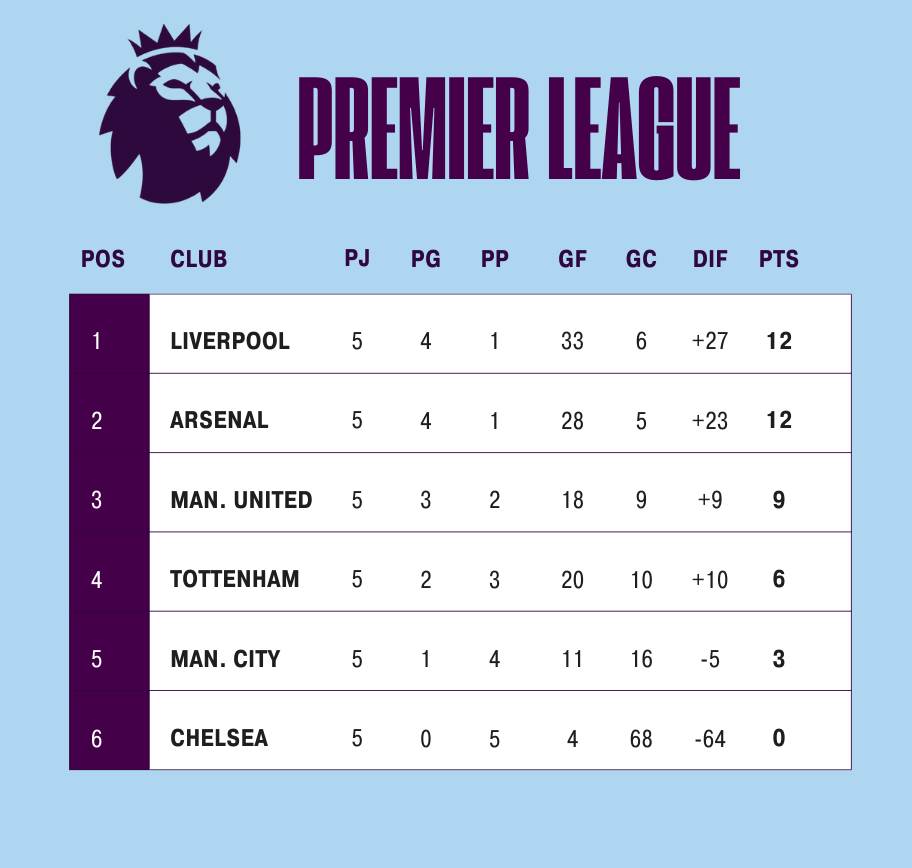 PREMIER LEAGUE
POS CLUB PJ PG PP GF GC DIF PTS
1 LIVERPOOL 5 4 1 33 6 +27 12
2 ARSENAL 5 4 1 28 5 +23 12
3 MAN. UNITED 5 3 2 18 9 +9 9
4 TOTTENHAM 5 2 3 20 10 +10 6
5 MAN. CITY 5 1 4 11 16 -5 3
6 CHELSEA 5 0 5 4 68 -64 0